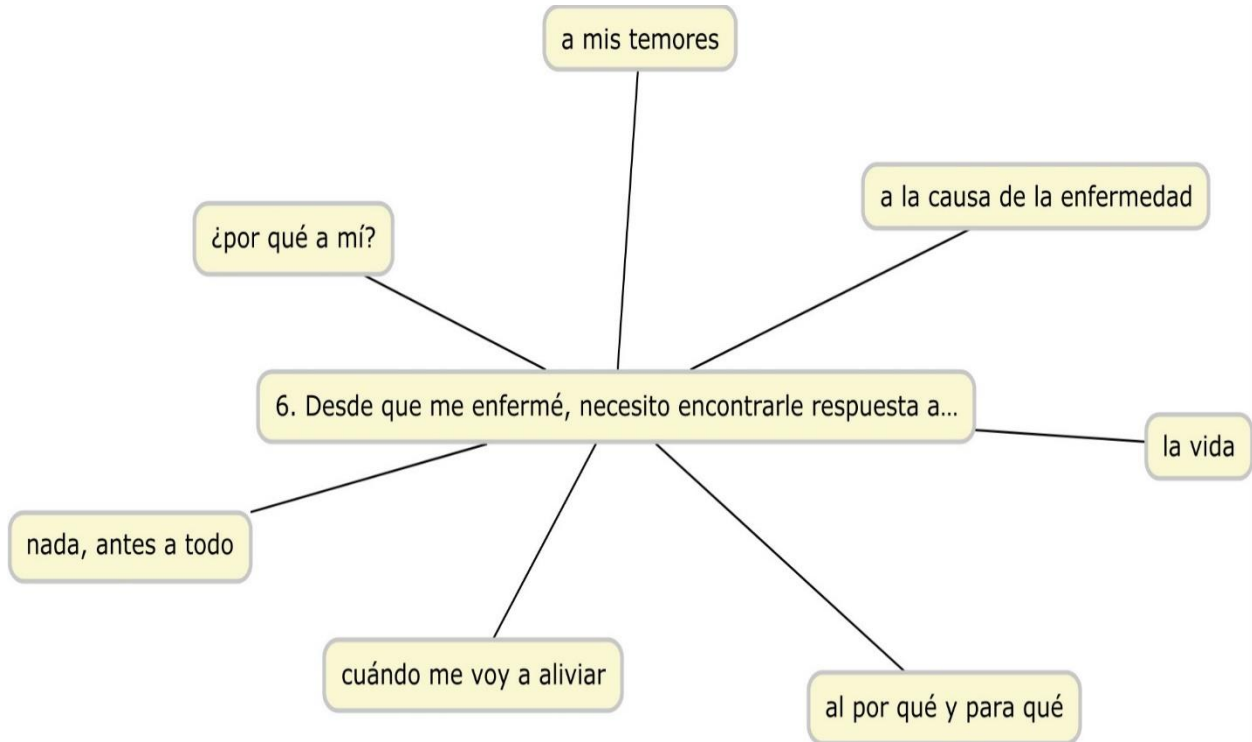 a mis temores
a la causa de la enfermedad
¿por qué a mí?
6. Desde que me enfermé, necesito encontrarle respuesta a...
la vida
nada, antes a todo
cuándo me voy a aliviar
al por qué y para qué